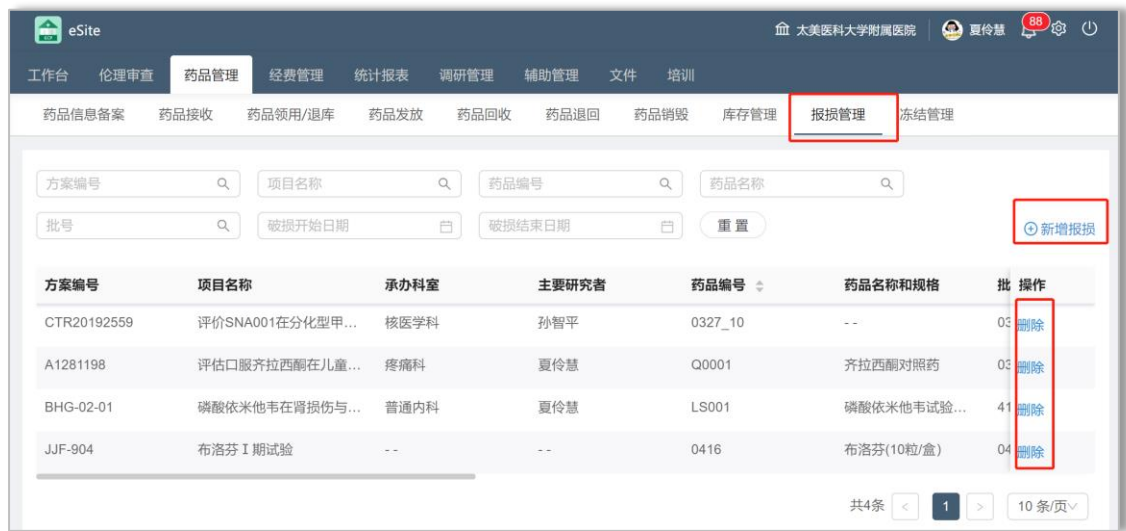 eSite 太美医科大学附属医院 夏伶慧 88
工作台 伦理审查 药品管理 经费管理 统计报表 调研管理 辅助管理 文件 培训
药品信息备案 药品接收 药品领用/退库 药品发放 药品回收 药品退回 药品销毁 库存管理 报损管理 冻结管理
方案编号 项目名称 药品编号 药品名称
批号 破损开始日期 破损结束日期 重置 新增报损
方案编号 项目名称 承办科室 主要研究者 药品编号 药品名称和规格 批 操作
CTR20192559 评价SNA001在分化型甲... 核医学科 孙智平 0327_10 - - 03 删除
A1281198 评估口服齐拉西酮在儿童... 疼痛科 夏伶慧 Q0001 齐拉西酮对照药 03 删除
BHG-02-01 磷酸依米他韦在肾损伤与... 普通内科 夏伶慧 LS001 磷酸依米他韦试验... 41 删除
JJF-904 布洛芬Ⅰ期试验 - - - - 0416 布洛芬(10粒/盒) 04 删除
共4条 < 1 > 10 条/页